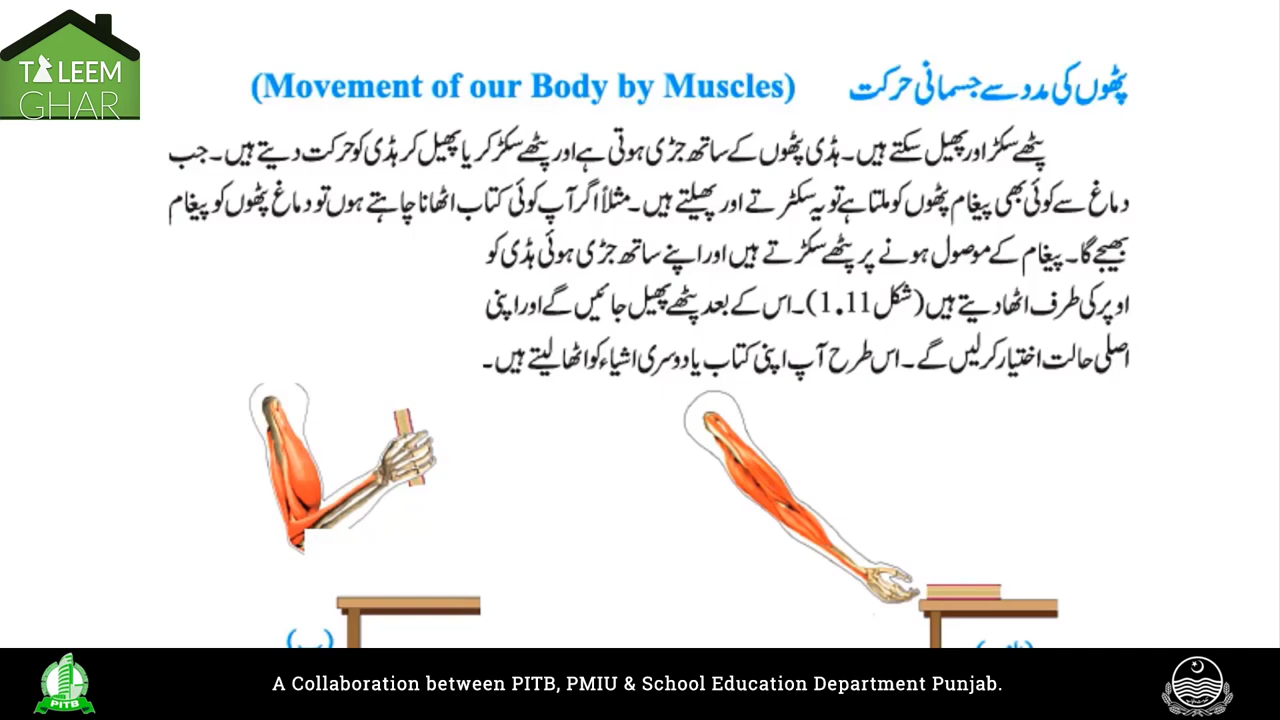 TALEEM
GHAR
پٹھوں کی مدد سے جسمانی حرکت (Movement of our Body by Muscles)
پٹھے سکڑ اور پھیل سکتے ہیں۔ ہڈی پٹھوں کے ساتھ جڑی ہوتی ہے اور پٹھے سکڑ کر یا پھیل کر ہڈی کو حرکت دیتے ہیں۔ جب
دماغ سے کوئی بھی پیغام پٹھوں کو ملتا ہے تو یہ سکٹرتے اور پھیلتے ہیں۔ مثلاً اگر آپ کوئی کتاب اٹھانا چاہتے ہوں تو دماغ پٹھوں کو پیغام
بھیجے گا۔ پیغام کے موصول ہونے پر پٹھے سکڑتے ہیں اور اپنے ساتھ جڑی ہوئی ہڈی کو
اوپر کی طرف اٹھا دیتے ہیں (شکل 1.11)۔ اس کے بعد پٹھے پھیل جائیں گے اور اپنی
اصلی حالت اختیار کر لیں گے۔ اس طرح آپ اپنی کتاب یا دوسری اشیاء کو اٹھا لیتے ہیں۔
PITB
A Collaboration between PITB, PMIU & School Education Department Punjab.